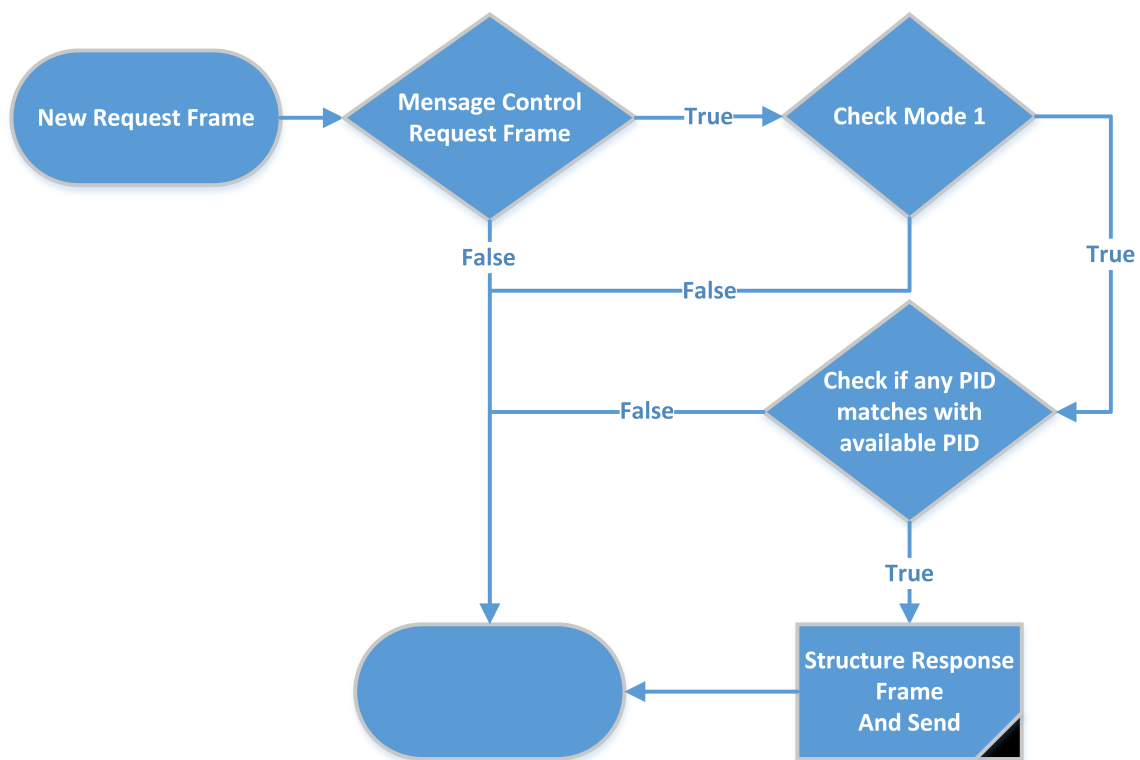 New Request Frame
Mensage Control
Request Frame
True
Check Mode 1
False
True
False
Check if any PID
matches with
available PID
False
True
Structure Response
Frame
And Send